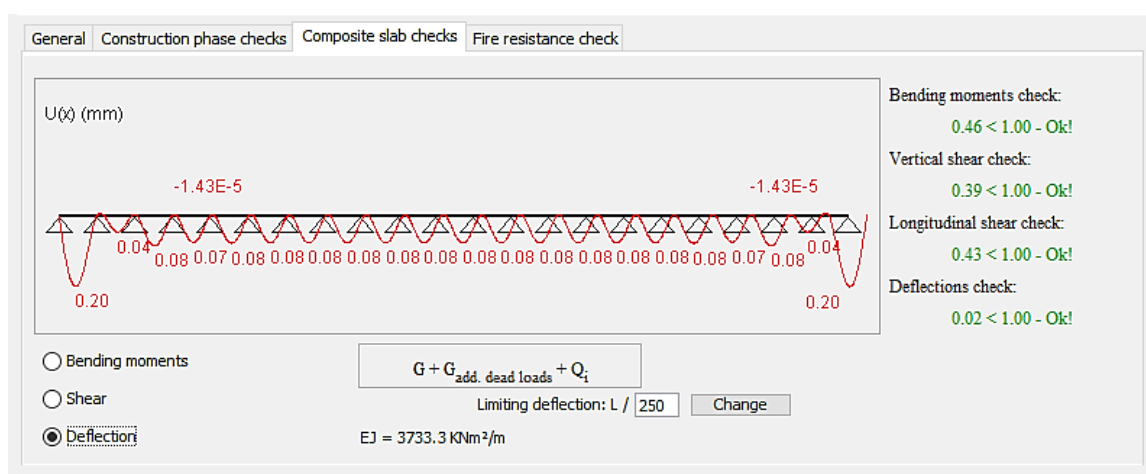 General Construction phase checks Composite slab checks Fire resistance check
U(x) (mm)
-1.43E-5 -1.43E-5
0.04 0.08 0.07 0.08 0.08 0.08 0.08 0.08 0.08 0.08 0.08 0.08 0.08 0.08 0.08 0.07 0.08 0.04
0.20 0.20
Bending moments check:
0.46 < 1.00 - Ok!
Vertical shear check:
0.39 < 1.00 - Ok!
Longitudinal shear check:
0.43 < 1.00 - Ok!
Deflections check:
0.02 < 1.00 - Ok!
Bending moments
Shear
Deflection
G + Gadd. dead loads + Qi
Limiting deflection: L / 250 Change
EJ = 3733.3 KNm²/m